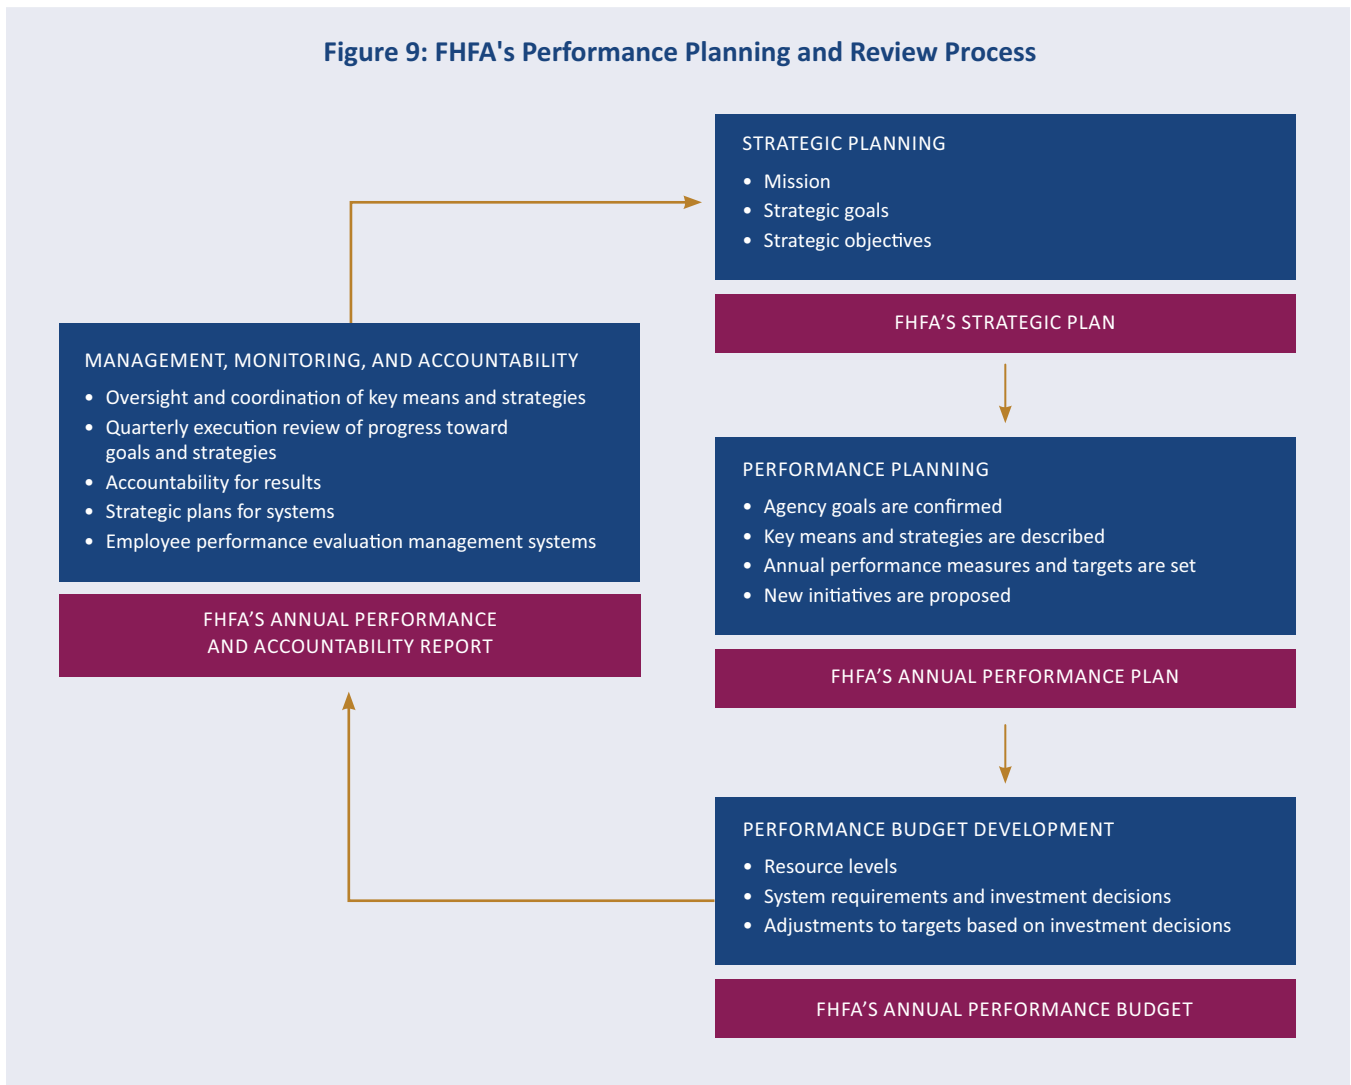 Figure 9: FHFA's Performance Planning and Review Process
STRATEGIC PLANNING
• Mission
• Strategic goals
• Strategic objectives
FHFA’S STRATEGIC PLAN
PERFORMANCE PLANNING
• Agency goals are confirmed
• Key means and strategies are described
• Annual performance measures and targets are set
• New initiatives are proposed
FHFA’S ANNUAL PERFORMANCE PLAN
PERFORMANCE BUDGET DEVELOPMENT
• Resource levels
• System requirements and investment decisions
• Adjustments to targets based on investment decisions
FHFA’S ANNUAL PERFORMANCE BUDGET
MANAGEMENT, MONITORING, AND ACCOUNTABILITY
• Oversight and coordination of key means and strategies
• Quarterly execution review of progress toward
goals and strategies
• Accountability for results
• Strategic plans for systems
• Employee performance evaluation management systems
FHFA’S ANNUAL PERFORMANCE
AND ACCOUNTABILITY REPORT